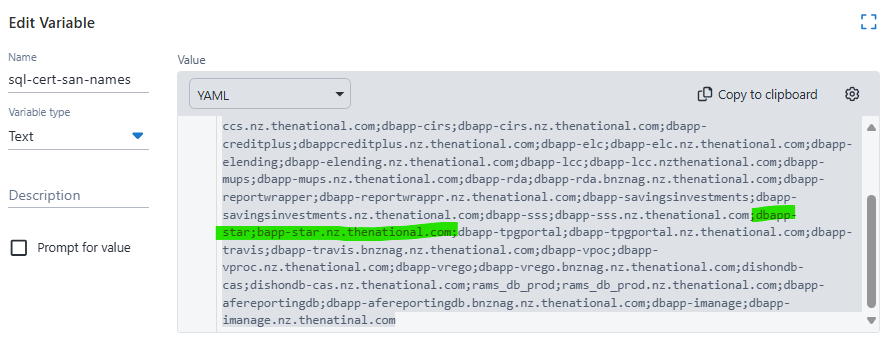 Edit Variable
Name
sql-cert-san-names
Variable type
Text
Description
Prompt for value
Value
YAML
Copy to clipboard
ccs.nz.thenational.com;dbapp-cirs;dbapp-cirs.nz.thenational.com;dbapp-
creditplus;dbappcreditplus.nz.thenational.com;dbapp-elc;dbapp-elc.nz.thenational.com;dbapp-
elending;dbapp-elending.nz.thenational.com;dbapp-lcc;dbapp-lcc.nzthenational.com;dbapp-
mups;dbapp-mups.nz.thenational.com;dbapp-rda;dbapp-rda.bnznag.nz.thenational.com;dbapp-
reportwrapper;dbapp-reportwrappr.nz.thenational.com;dbapp-savingsinvestments;dbapp-
savingsinvestments.nz.thenational.com;dbapp-sss;dbapp-sss.nz.thenational.com;dbapp-
star;bapp-star.nz.thenational.com;dbapp-tpgportal;dbapp-tpgportal.nz.thenational.com;dbapp-
travis;dbapp-travis.bnznag.nz.thenational.com;dbapp-vpoc;dbapp-
vproc.nz.thenational.com;dbapp-vrego;dbapp-vrego.bnznag.nz.thenational.com;dishondb-
cas;dishondb-cas.nz.thenational.com;rams_db_prod;rams_db_prod.nz.thenational.com;dbapp-
afereportingdb;dbapp-afereportingdb.bnznag.nz.thenational.com;dbapp-imanage;dbapp-
imanage.nz.thenatinal.com